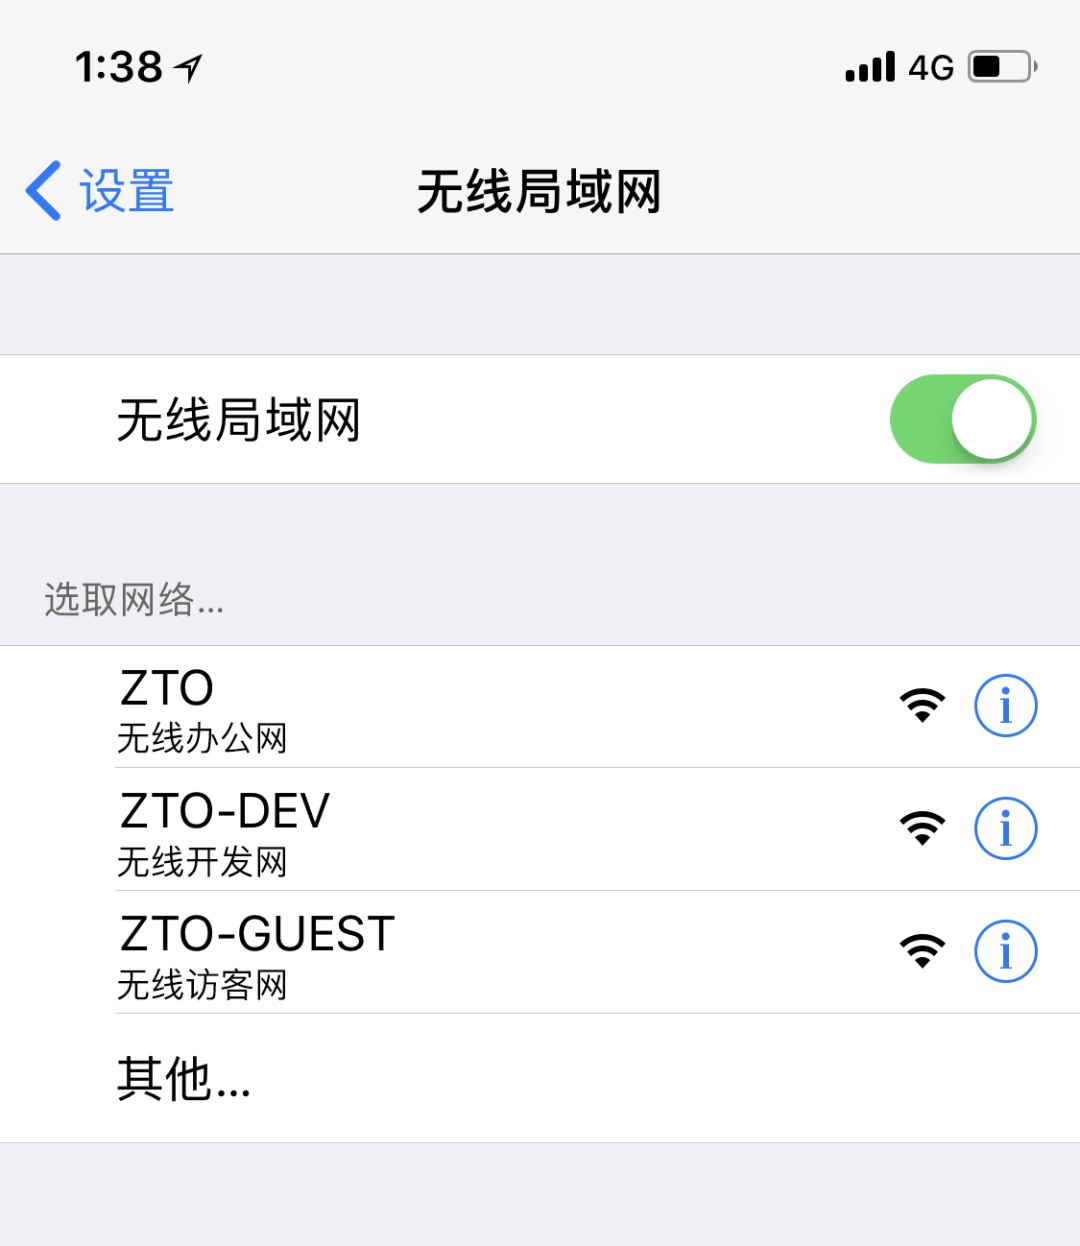 1:38
4G
设置
无线局域网
无线局域网
选取网络...
ZTO
无线办公网
ZTO-DEV
无线开发网
ZTO-GUEST
无线访客网
其他...